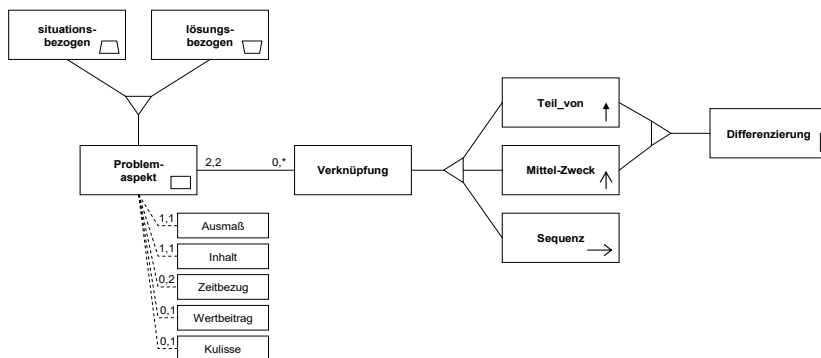 situations-
bezogen
lösungs-
bezogen
Teil_von
Differenzierung
Problem-
aspekt
2,2
0,*
Verknüpfung
Mittel-Zweck
Sequenz
1,1
Ausmaß
1,1
Inhalt
0,2
Zeitbezug
0,1
Wertbeitrag
0,1
Kulisse